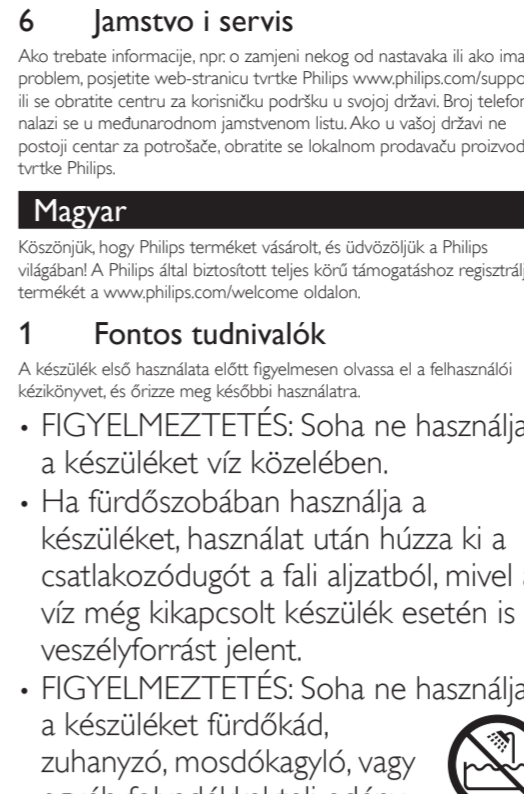 6 Jamstvo i servis
Ako trebate informacije, npr. o zamjeni nekog od nastavaka ili ako ima
problem, posjetite web-stranicu tvrtke Philips www.philips.com/suppo
ili se obratite centru za korisničku podršku u svojoj državi. Broj telefon
nalazi se u međunarodnom jamstvenom listu. Ako u vašoj državi ne
postoji centar za potrošače, obratite se lokalnom prodavaču proizvod
tvrtke Philips.
Magyar
Köszönjük, hogy Philips terméket vásárolt, és üdvözöljük a Philips
világában! A Philips által biztosított teljes körű támogatáshoz regisztrálj
termékét a www.philips.com/welcome oldalon.
1 Fontos tudnivalók
A készülék első használata előtt figyelmesen olvassa el a felhasználói
kézikönyvet, és őrizze meg későbbi használatra.
• FIGYELMEZTETÉS: Soha ne használja
a készüléket víz közelében.
• Ha fürdőszobában használja a
készüléket, használat után húzza ki a
csatlakozódugót a fali aljzatból, mivel a
víz még kikapcsolt készülék esetén is
veszélyforrást jelent.
• FIGYELMEZTETÉS: Soha ne használja
a készüléket fürdőkád,
zuhanyzó, mosdókagyló, vagy